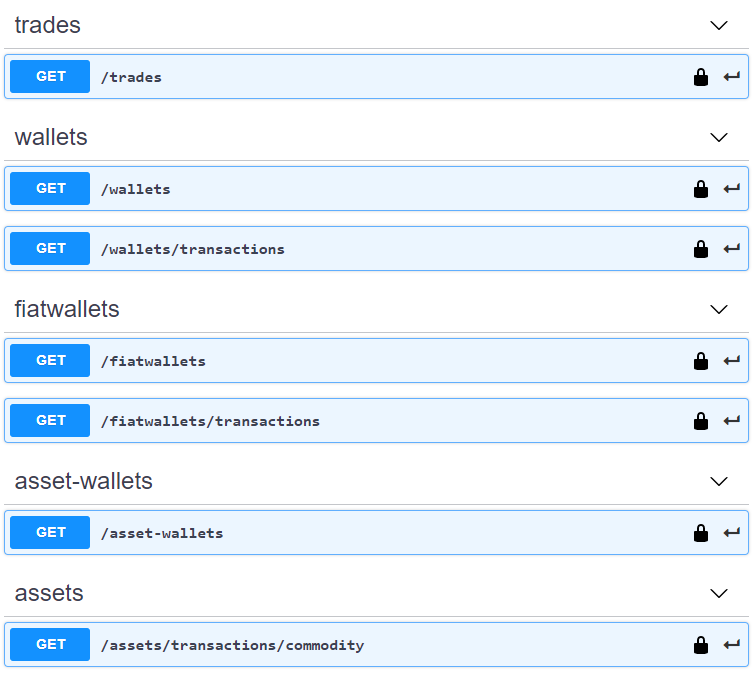 trades
GET /trades
wallets
GET /wallets
GET /wallets/transactions
fiatwallets
GET /fiatwallets
GET /fiatwallets/transactions
asset-wallets
GET /asset-wallets
assets
GET /assets/transactions/commodity